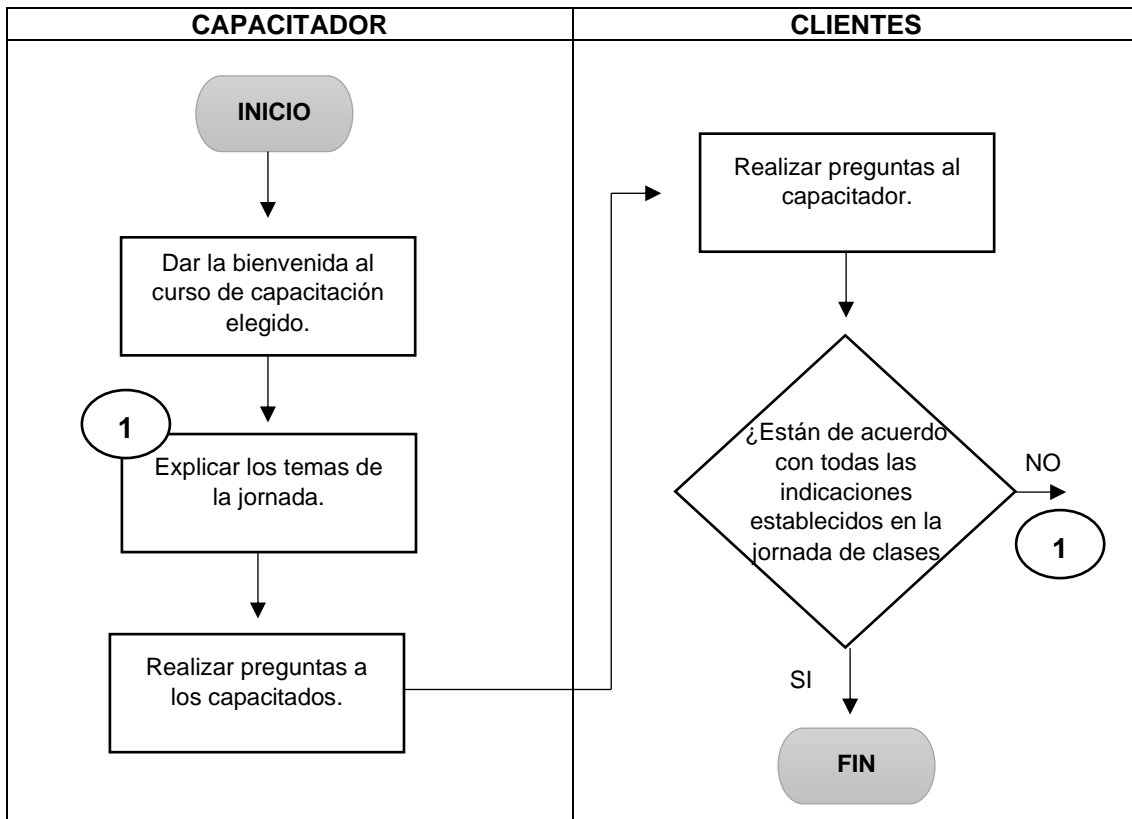 CAPACITADOR
INICIO
Dar la bienvenida al
curso de capacitación
elegido.
1
Explicar los temas de
la jornada.
Realizar preguntas a
los capacitados.
CLIENTES
Realizar preguntas al
capacitador.
¿Están de acuerdo
con todas las
indicaciones
establecidos en la
jornada de clases
NO
1
SI
FIN